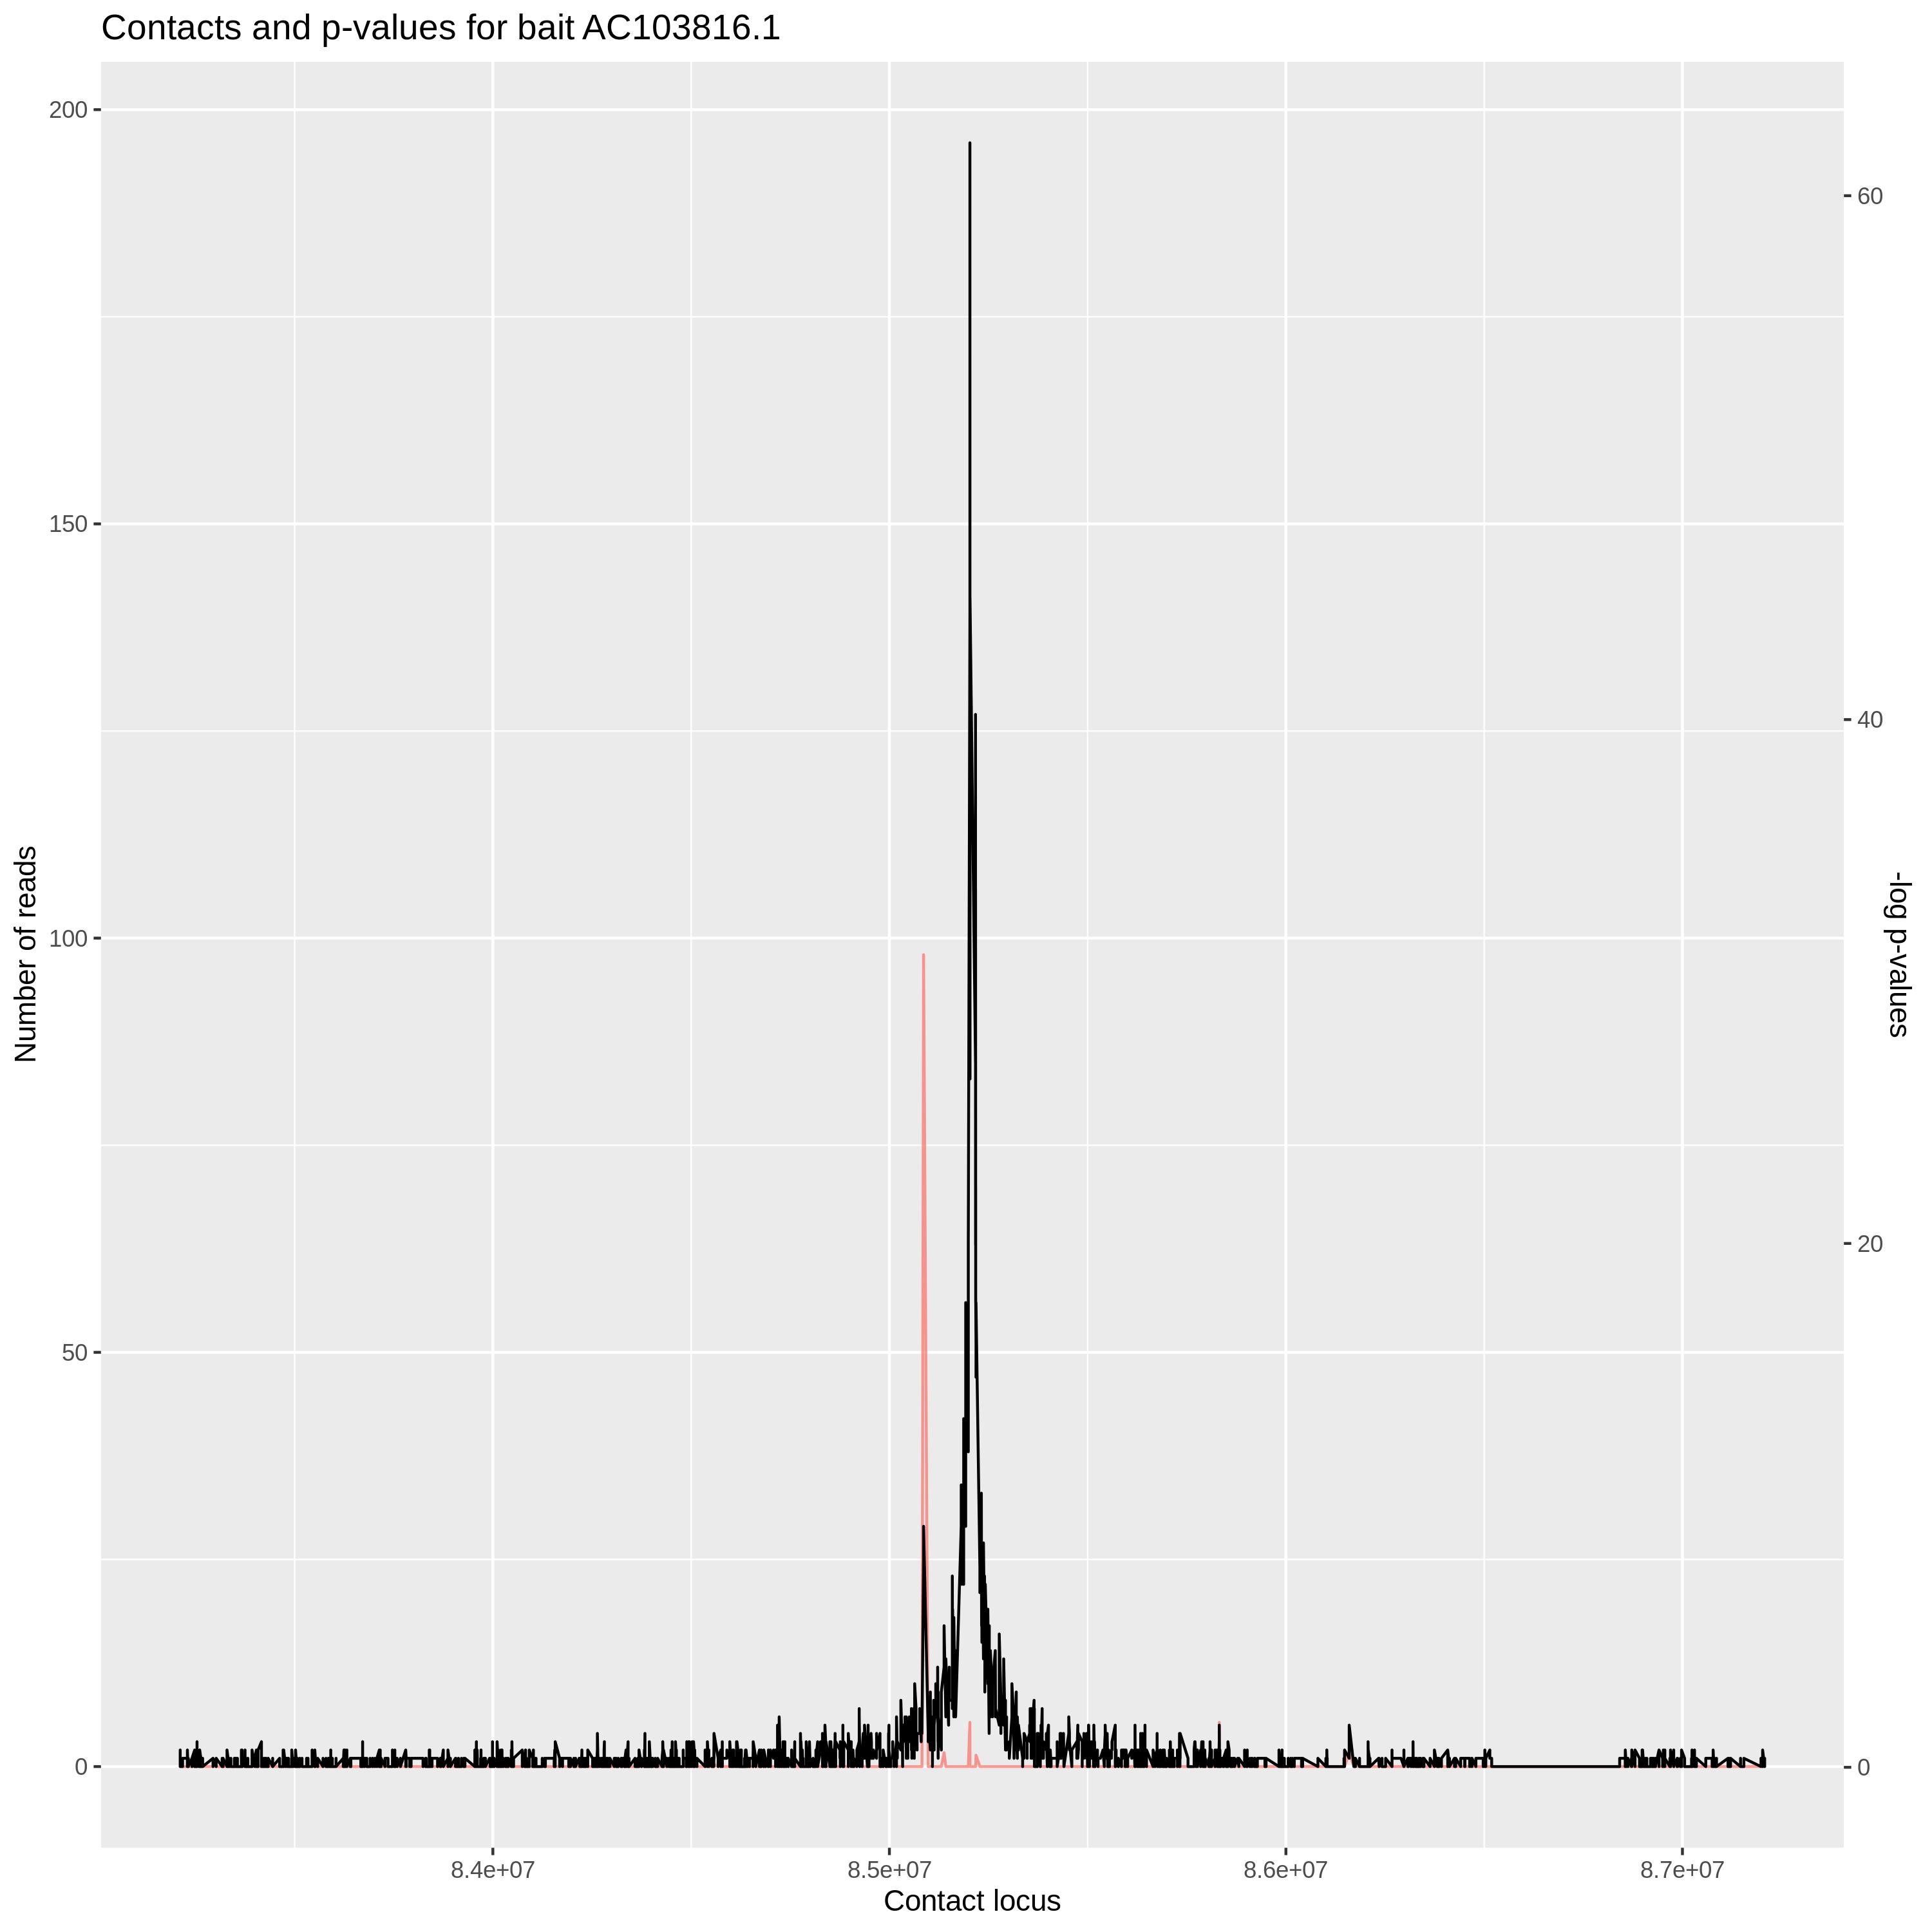 Contacts and p-values for bait AC103816.1
200
150
100
50
0
Number of reads
60
40
20
0
-log p-values
8.4e+07
8.5e+07
8.6e+07
8.7e+07
Contact locus